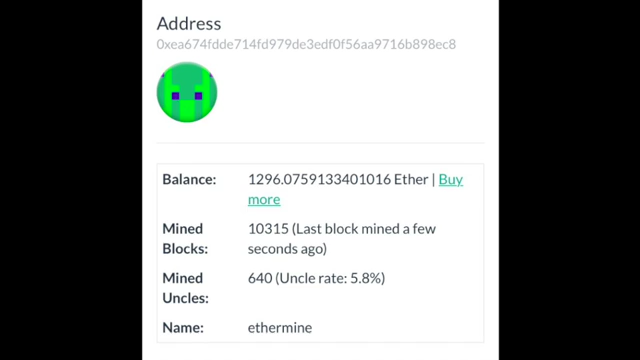 Address
0xea674fdde714fd979de3edf0f56aa9716b898ec8
Balance: 1296.0759133401016 Ether | Buy
more
Mined 10315 (Last block mined a few
Blocks: seconds ago)
Mined 640 (Uncle rate: 5.8%)
Uncles:
Name: ethermine